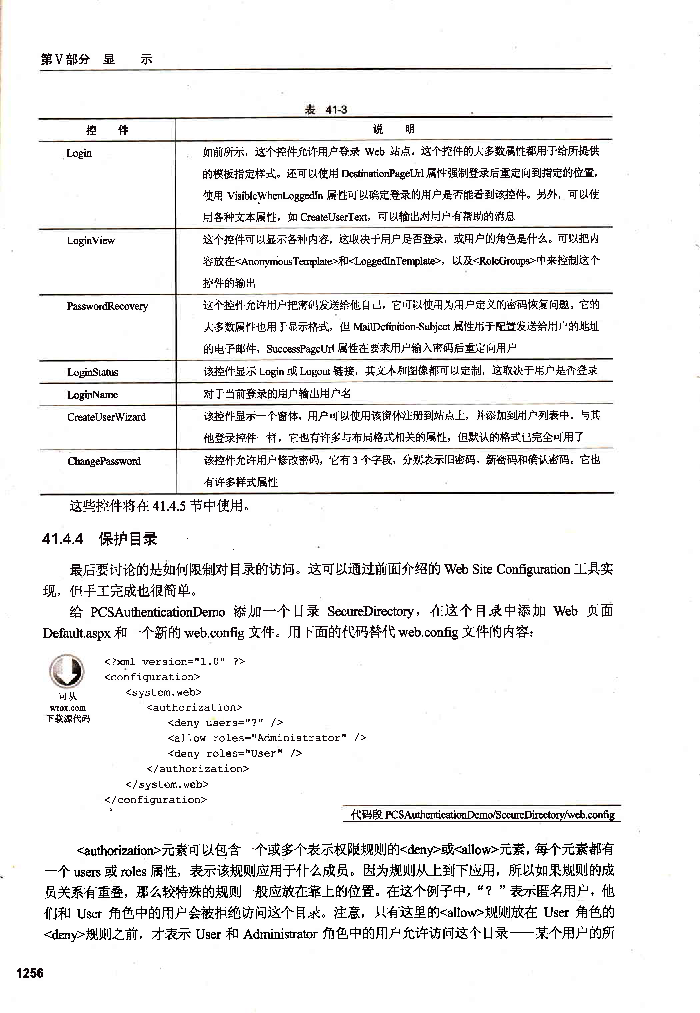 第Ⅴ部分 显 示
表 41-3
控 件 说 明
Login 如前所示，这个控件允许用户登录 Web 站点。这个控件的大多数属性都用于给所提供
的模板指定样式。还可以使用 DestinationPageUrl 属性强制登录后重定向到指定的位置，
使用 VisibleWhenLoggedIn 属性可以确定登录的用户是否能看到该控件。另外，可以使
用各种文本属性，如 CreateUserText，可以输出对用户有帮助的消息
LoginView 这个控件可以显示各种内容，这取决于用户是否登录，或用户的角色是什么。可以把内
容放在<AnonymousTemplate>和<LoggedInTemplate>，以及<RoleGroups>中来控制这个
控件的输出
PasswordRecovery 这个控件允许用户把密码发送给他自己，它可以使用为用户定义的密码恢复问题。它的
大多数属性也用于显示格式，但 MailDefinition-Subject 属性用于配置发送给用户的地址
的电子邮件，SuccessPageUrl 属性在要求用户输入密码后重定向用户
LoginStatus 该控件显示 Login 或 Logout 链接，其文本和图像都可以定制，这取决于用户是否登录
LoginName 对于当前登录的用户输出用户名
CreateUserWizard 该控件显示一个窗体，用户可以使用该窗体注册到站点上，并添加到用户列表中。与其
他登录控件一样，它也有许多与布局格式相关的属性，但默认的格式已完全可用了
ChangePassword 该控件允许用户修改密码，它有 3 个字段，分别表示旧密码、新密码和确认密码。它也
有许多样式属性
这些控件将在 41.4.5 节中使用。
41.4.4 保护目录
最后要讨论的是如何限制对目录的访问。这可以通过前面介绍的 Web Site Configuration 工具实
现，但手工完成也很简单。
给 PCSAuthenticationDemo 添加一个目录 SecureDirectory，在这个目录中添加 Web 页面
Default.aspx 和一个新的 web.config 文件。用下面的代码替代 web.config 文件的内容：
<?xml version="1.0" ?>
<configuration>
<system.web>
<authorization>
<deny users="?" />
<allow roles="Administrator" />
<deny roles="User" />
</authorization>
</system.web>
</configuration>
可从
wrox.com
下载源代码
代码段 PCSAuthenticationDemo/SecureDirectory/web.config
<authorization>元素可以包含一个或多个表示权限规则的<deny>或<allow>元素，每个元素都有
一个 users 或 roles 属性，表示该规则应用于什么成员。因为规则从上到下应用，所以如果规则的成
员关系有重叠，那么较特殊的规则一般应放在靠上的位置。在这个例子中，“？”表示匿名用户，他
们和 User 角色中的用户会被拒绝访问这个目录。注意，只有这里的<allow>规则放在 User 角色的
<deny>规则之前，才表示 User 和 Administrator 角色中的用户允许访问这个目录——某个用户的所
1256